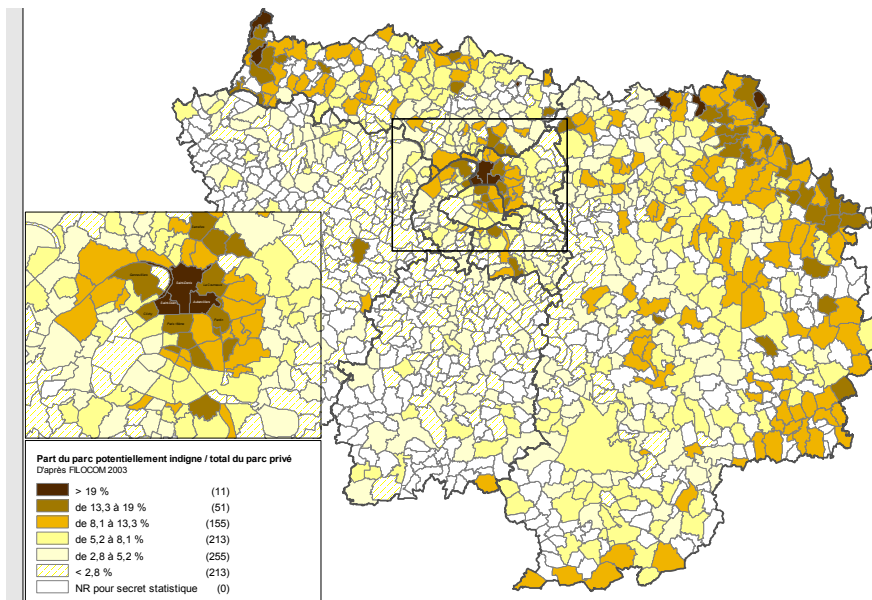 Saint-Denis
Part du parc potentiellement indigne / total du parc privé
D'après FILOCOM 2003
> 19 % (11)
de 13,3 à 19 % (51)
de 8,1 à 13,3 % (155)
de 5,2 à 8,1 % (213)
de 2,8 à 5,2 % (255)
< 2,8 % (213)
NR pour secret statistique (0)